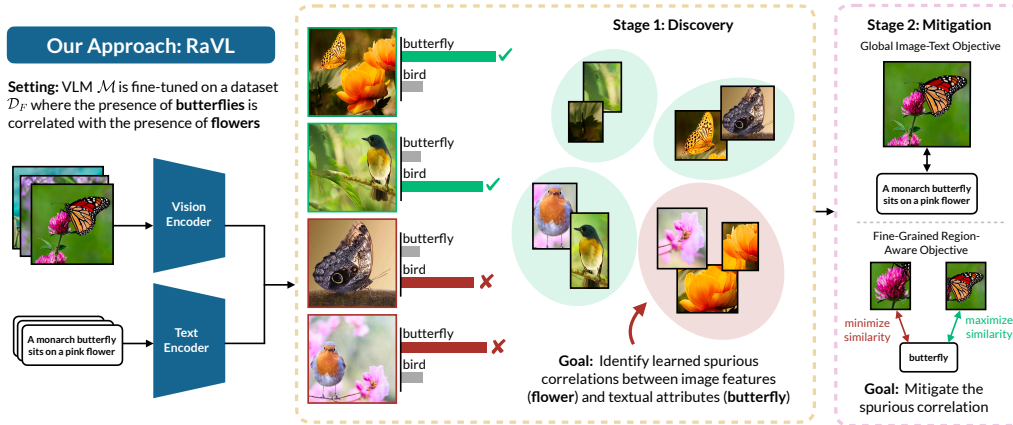 Our Approach: RaVL
Setting: VLM M is fine-tuned on a dataset
D_F where the presence of butterflies is
correlated with the presence of flowers
Vision
Encoder
A monarch butterfly
sits on a pink flower
Text
Encoder
butterfly
bird
butterfly
bird
butterfly
bird
butterfly
bird
Stage 1: Discovery
Goal: Identify learned spurious
correlations between image features
(flower) and textual attributes (butterfly)
Stage 2: Mitigation
Global Image-Text Objective
A monarch butterfly
sits on a pink flower
Fine-Grained Region-
Aware Objective
minimize
similarity
maximize
similarity
butterfly
Goal: Mitigate the
spurious correlation